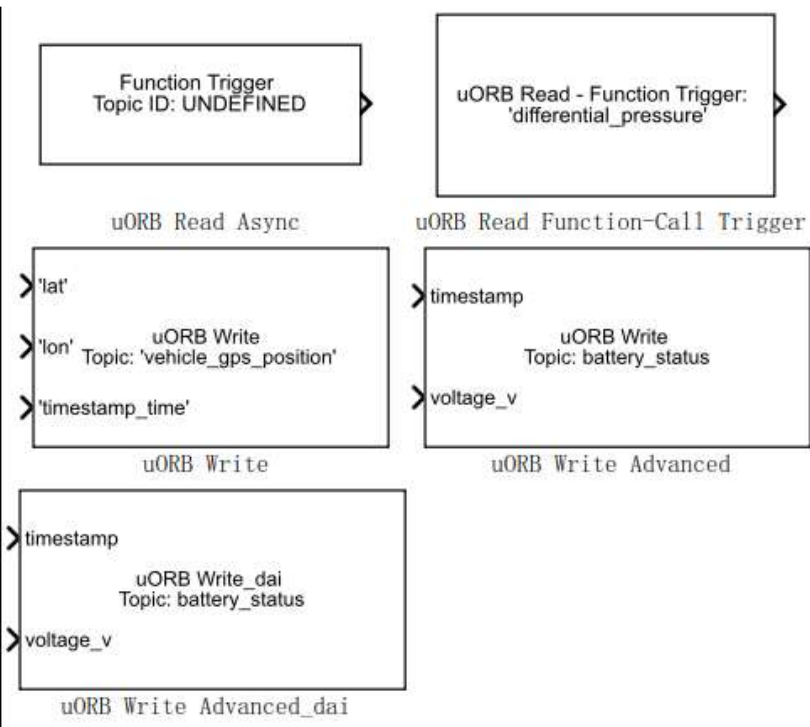 Function Trigger
Topic ID: UNDEFINED
uORB Read Async
uORB Read - Function Trigger:
'differential_pressure'
uORB Read Function-Call Trigger
'lat'
'lon'
'timestamp_time'
uORB Write
Topic: 'vehicle_gps_position'
uORB Write
timestamp
voltage_v
uORB Write
Topic: battery_status
uORB Write Advanced
timestamp
voltage_v
uORB Write_dai
Topic: battery_status
uORB Write Advanced_dai